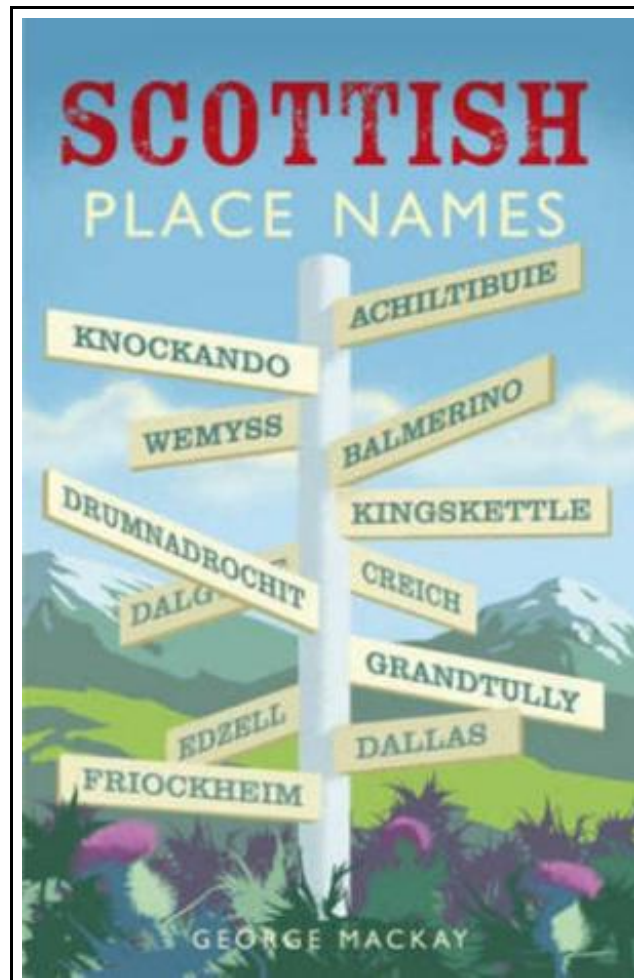 SCOTTISH
PLACE NAMES
ACHILTIBUIE
KNOCKANDO
WEMYSS
BALMERINO
DRUMNADROCHIT
KINGSKETTLE
CREICH
GRANDTULLY
EDZELL
DALLAS
FRIOCKHEIM
GEORGE MACKAY